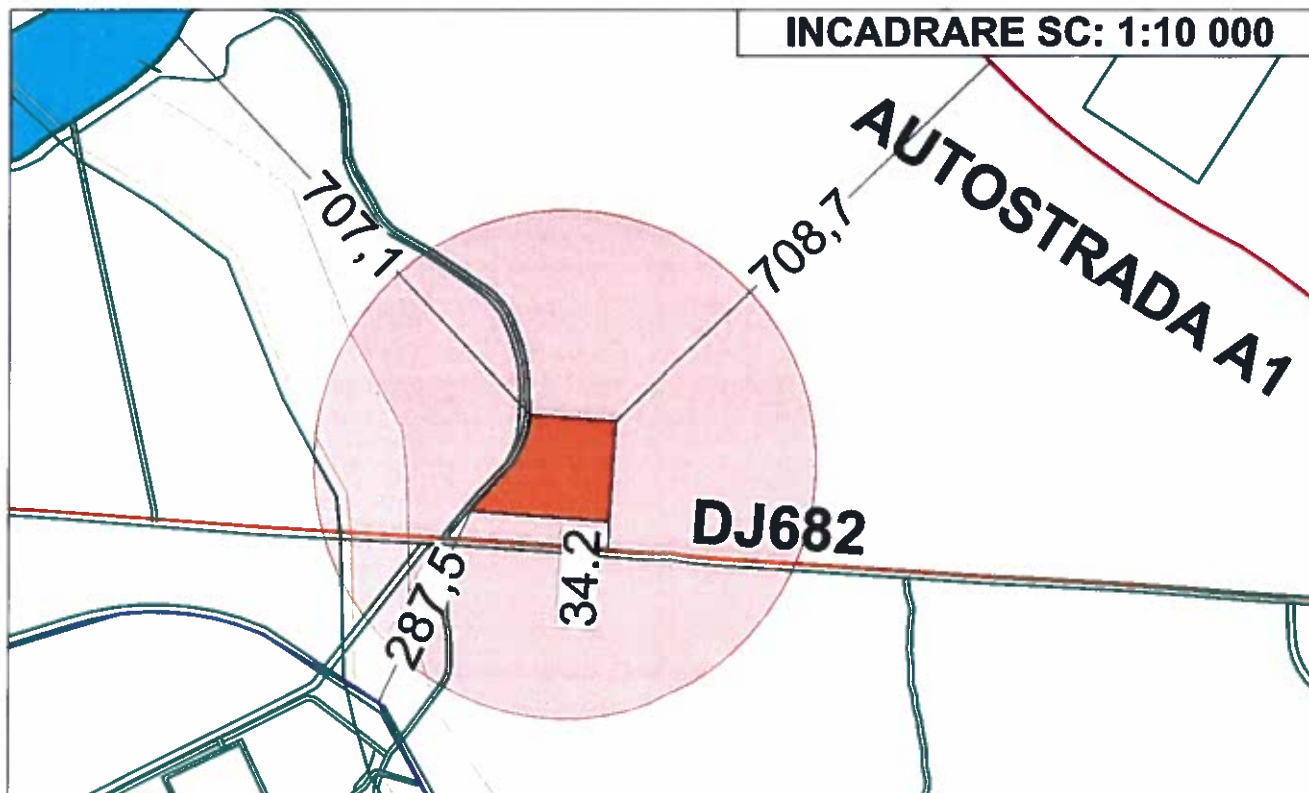 INCADRARE SC: 1:10 000
AUTOSTRADA A1
707,1
708,7
DJ682
34.2
287,5